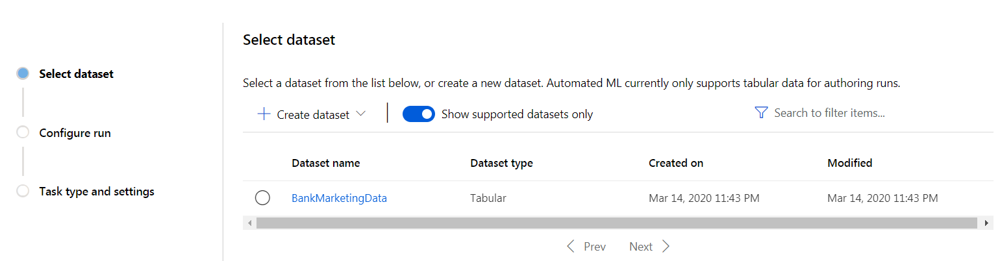 Select dataset
Configure run
Task type and settings
Select dataset
Select a dataset from the list below, or create a new dataset. Automated ML currently only supports tabular data for authoring runs.
Create dataset Show supported datasets only Search to filter items...
Dataset name Dataset type Created on Modified
BankMarketingData Tabular Mar 14, 2020 11:43 PM Mar 14, 2020 11:43 PM
Prev Next